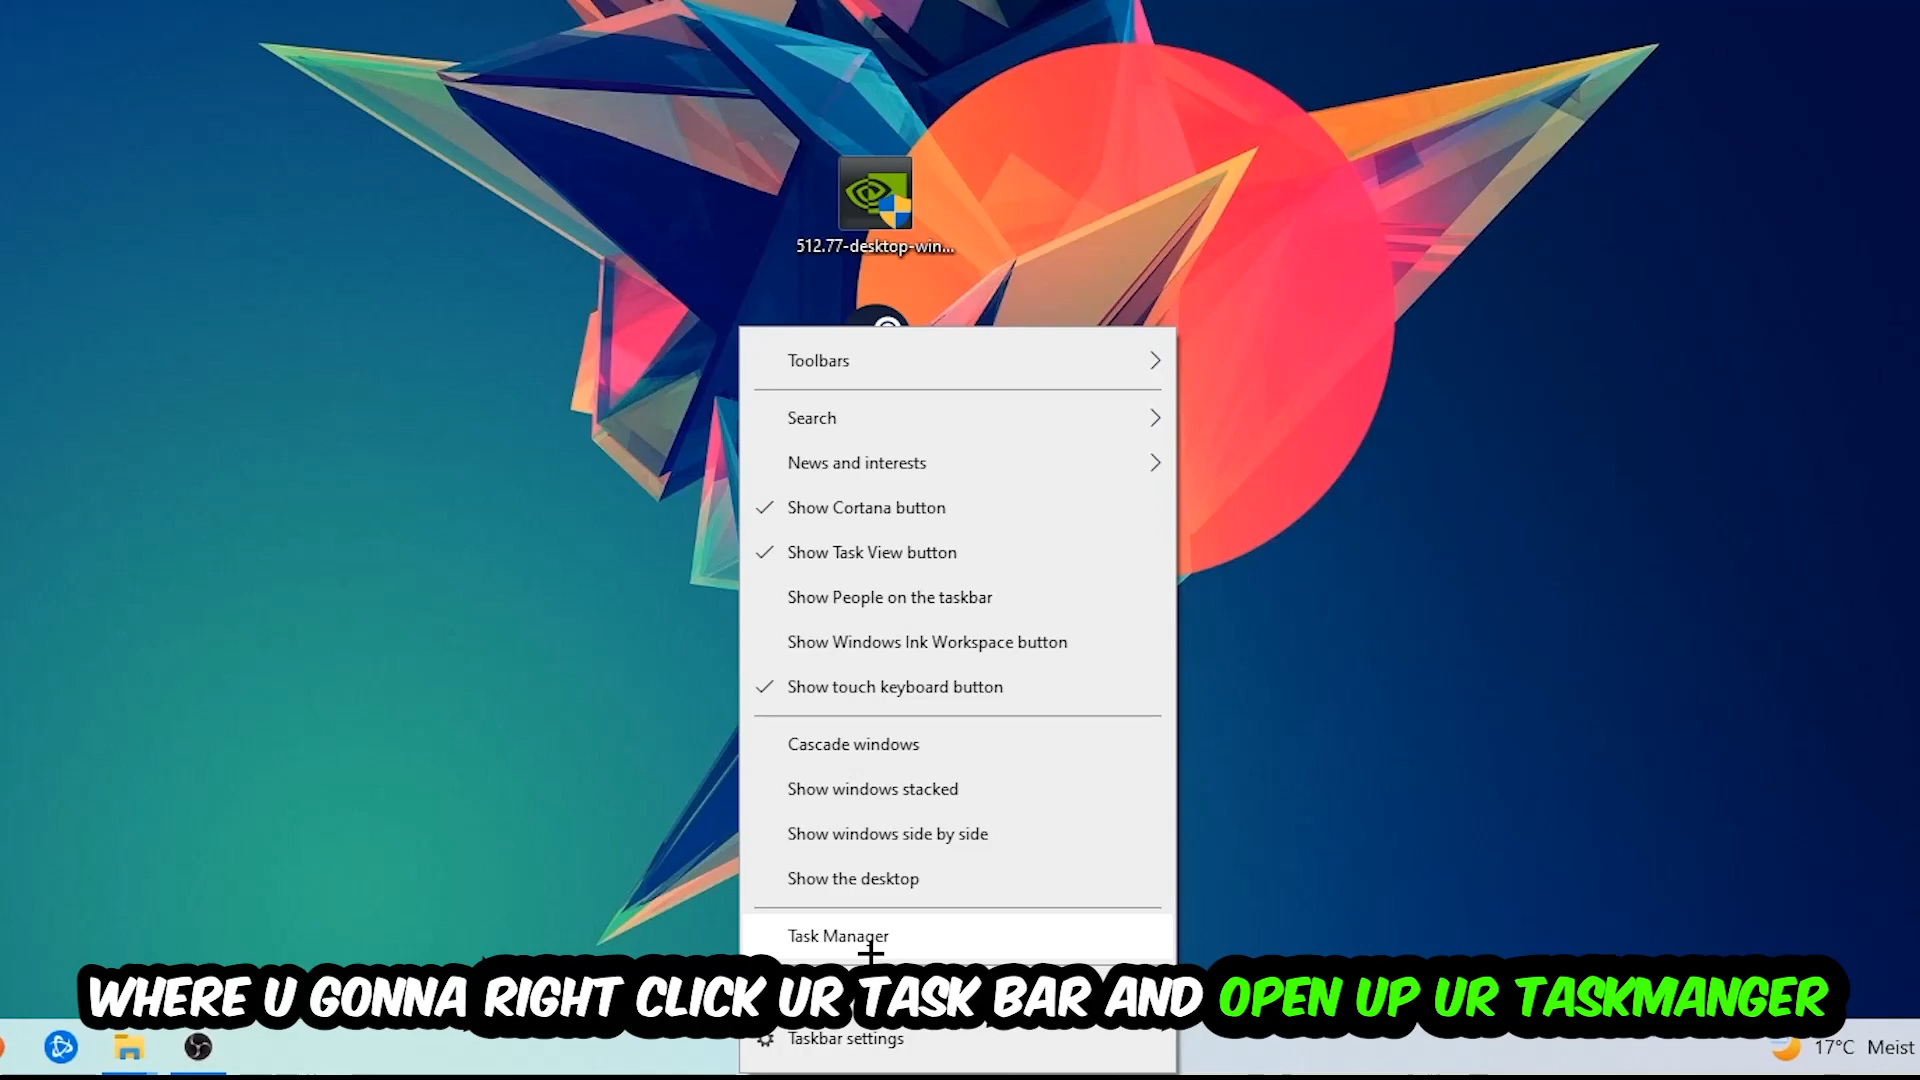 512.77-desktop-win...
Toolbars
Search
News and interests
Show Cortana button
Show Task View button
Show People on the taskbar
Show Windows Ink Workspace button
Show touch keyboard button
Cascade windows
Show windows stacked
Show windows side by side
Show the desktop
Task Manager
WHERE U GONNA RIGHT CLICK UR TASK BAR AND OPEN UP UR TASKMANGER
Taskbar settings
17°C Meist